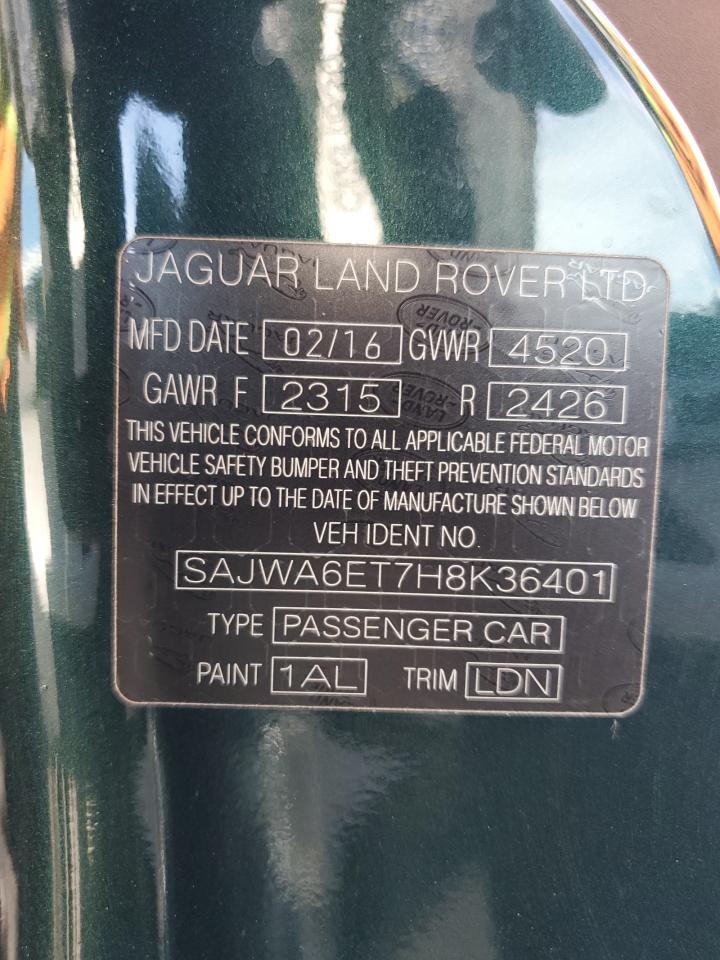 JAGUAR LAND ROVER LTD
MFD DATE 02/16 GVWR 4520
GAWR F 2315 R 2426
THIS VEHICLE CONFORMS TO ALL APPLICABLE FEDERAL MOTOR
VEHICLE SAFETY BUMPER AND THEFT PREVENTION STANDARDS
IN EFFECT UP TO THE DATE OF MANUFACTURE SHOWN BELOW
VEH IDENT NO.
SAJWA6ET7H8K36401
TYPE PASSENGER CAR
PAINT 1AL TRIM LDN